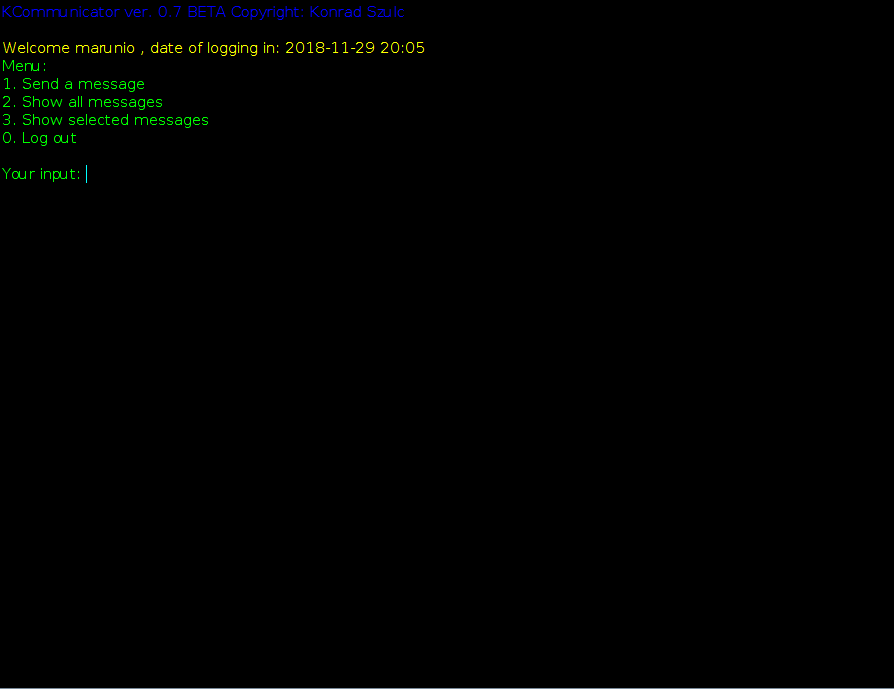 KCommunicator ver. 0.7 BETA Copyright: Konrad Szulc
Welcome marunio , date of logging in: 2018-11-29 20:05
Menu:
1. Send a message
2. Show all messages
3. Show selected messages
0. Log out
Your input: